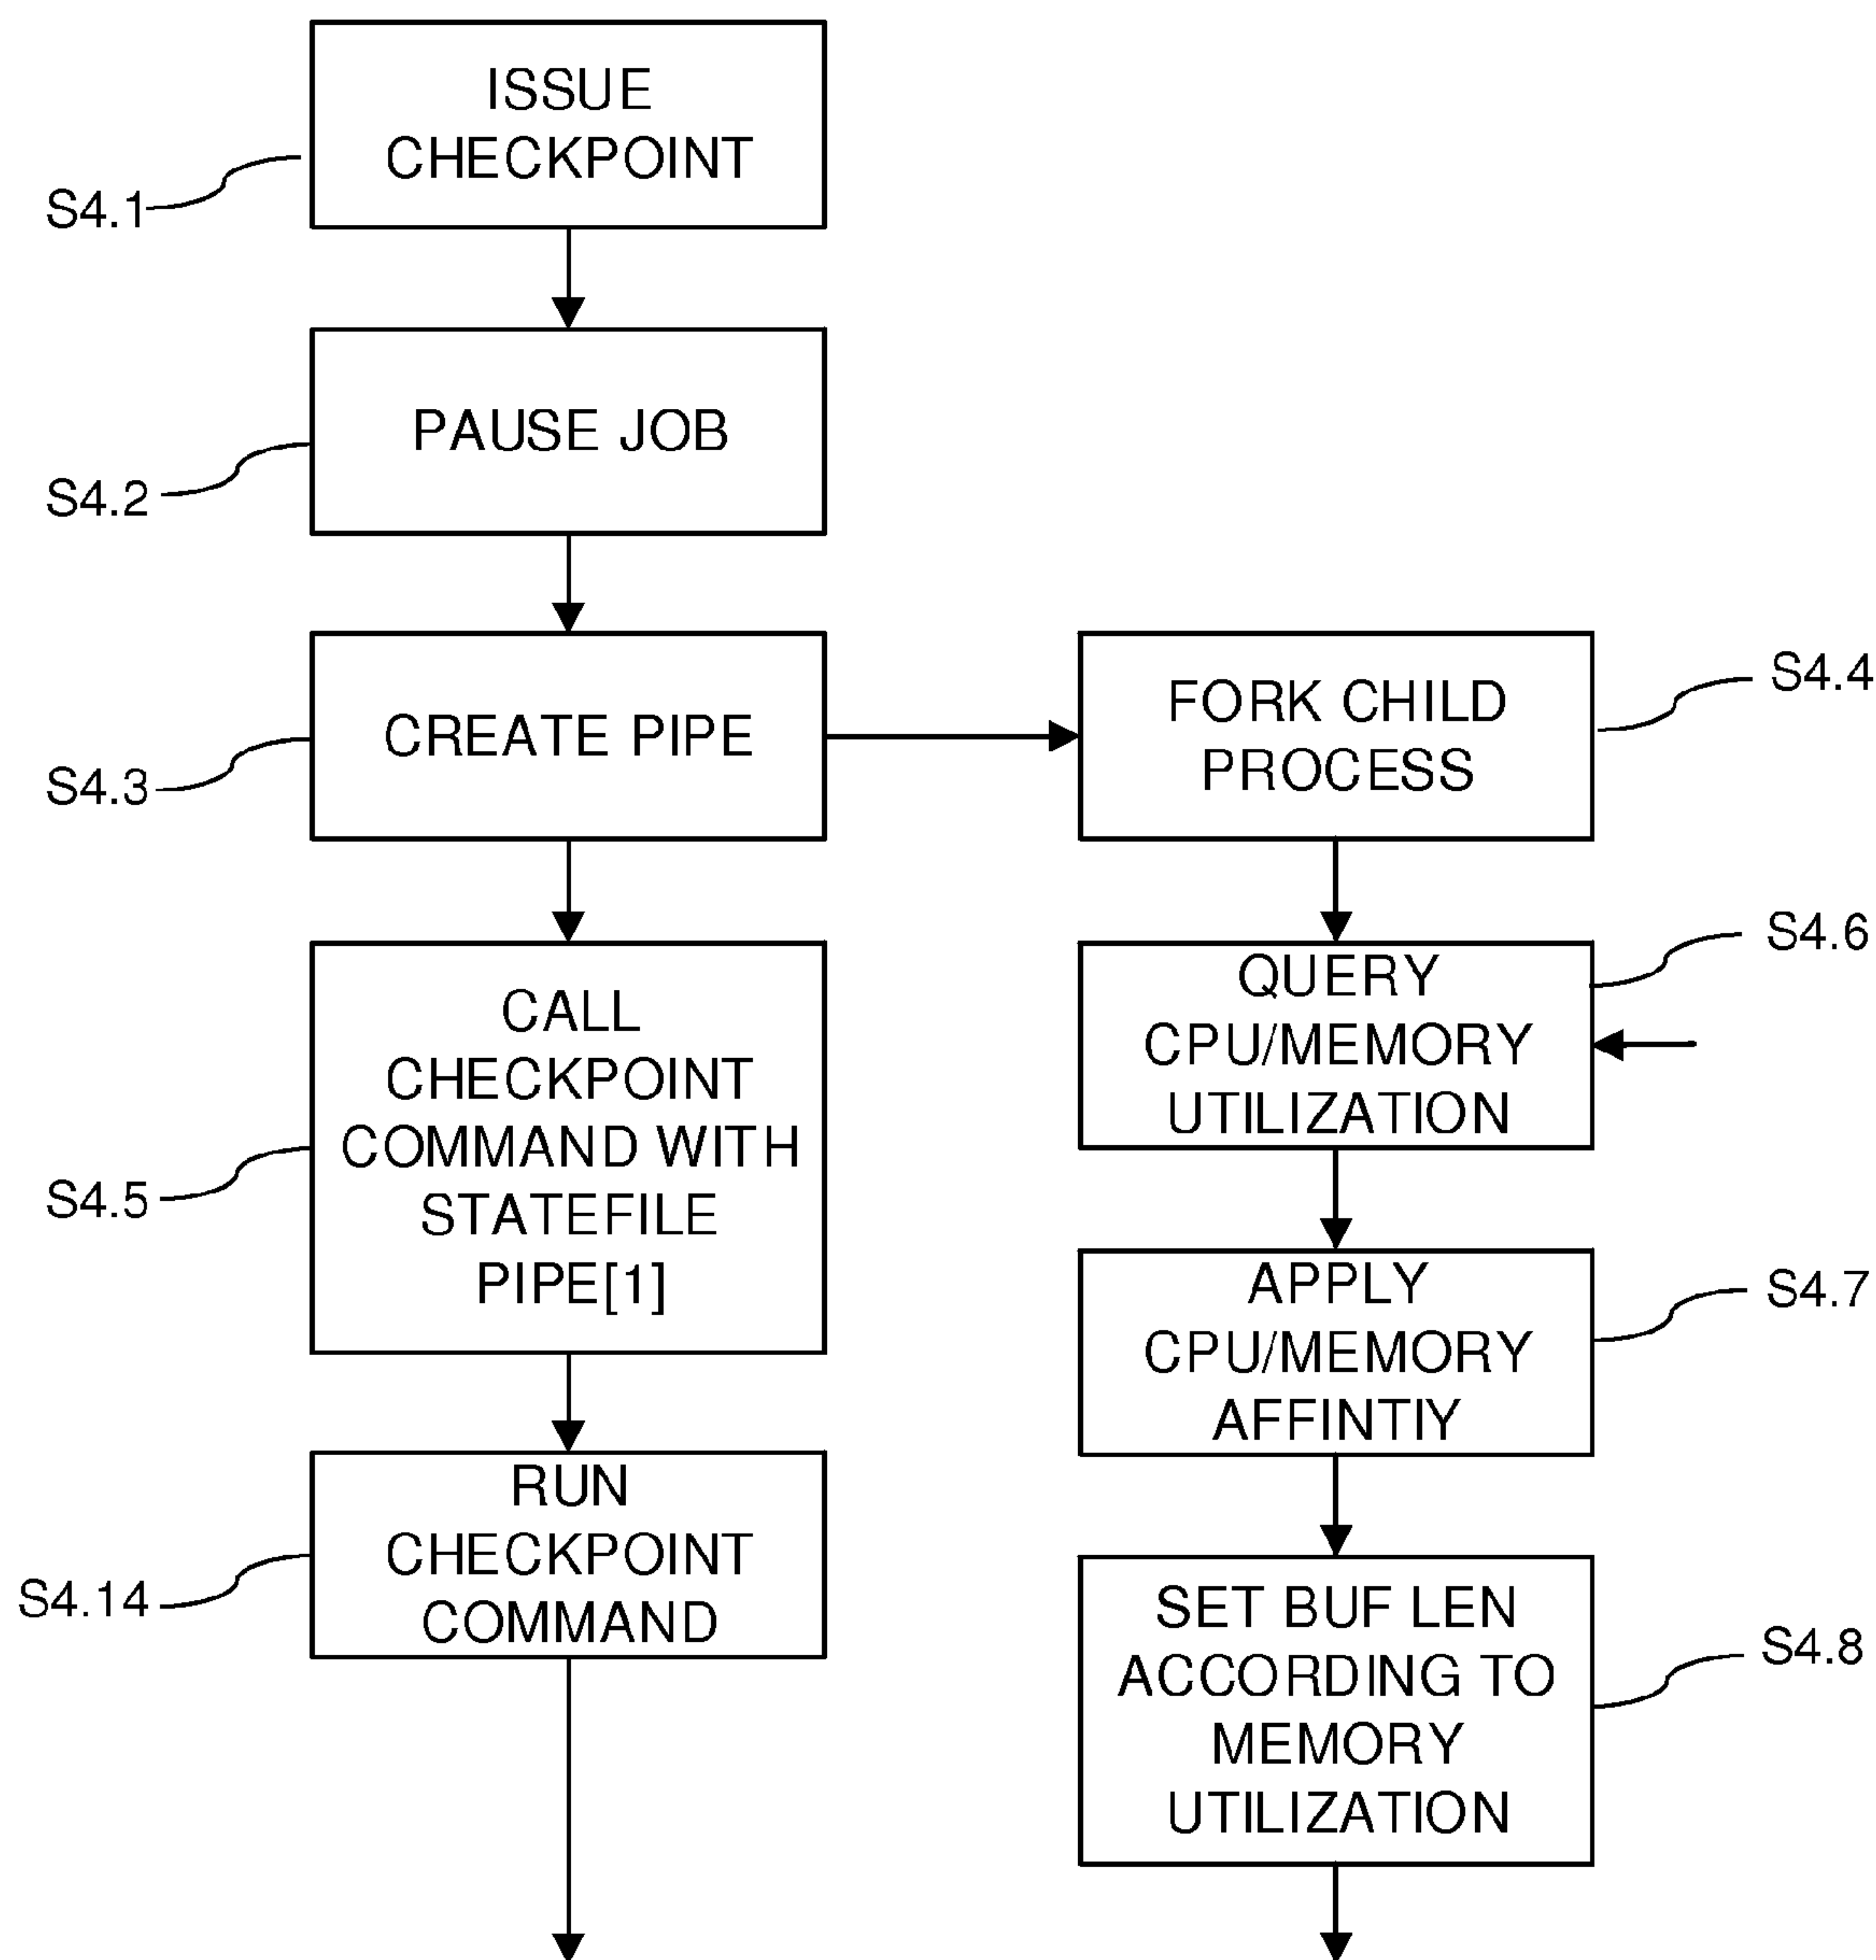 ISSUE
CHECKPOINT
S4.1
PAUSE JOB
S4.2
CREATE PIPE
S4.3
FORK CHILD
PROCESS
S4.4
CALL
CHECKPOINT
COMMAND WITH
STATEFILE
PIPE[1]
S4.5
QUERY
CPU/MEMORY
UTILIZATION
S4.6
APPLY
CPU/MEMORY
AFFINTIY
S4.7
RUN
CHECKPOINT
COMMAND
S4.14
SET BUF LEN
ACCORDING TO
MEMORY
UTILIZATION
S4.8